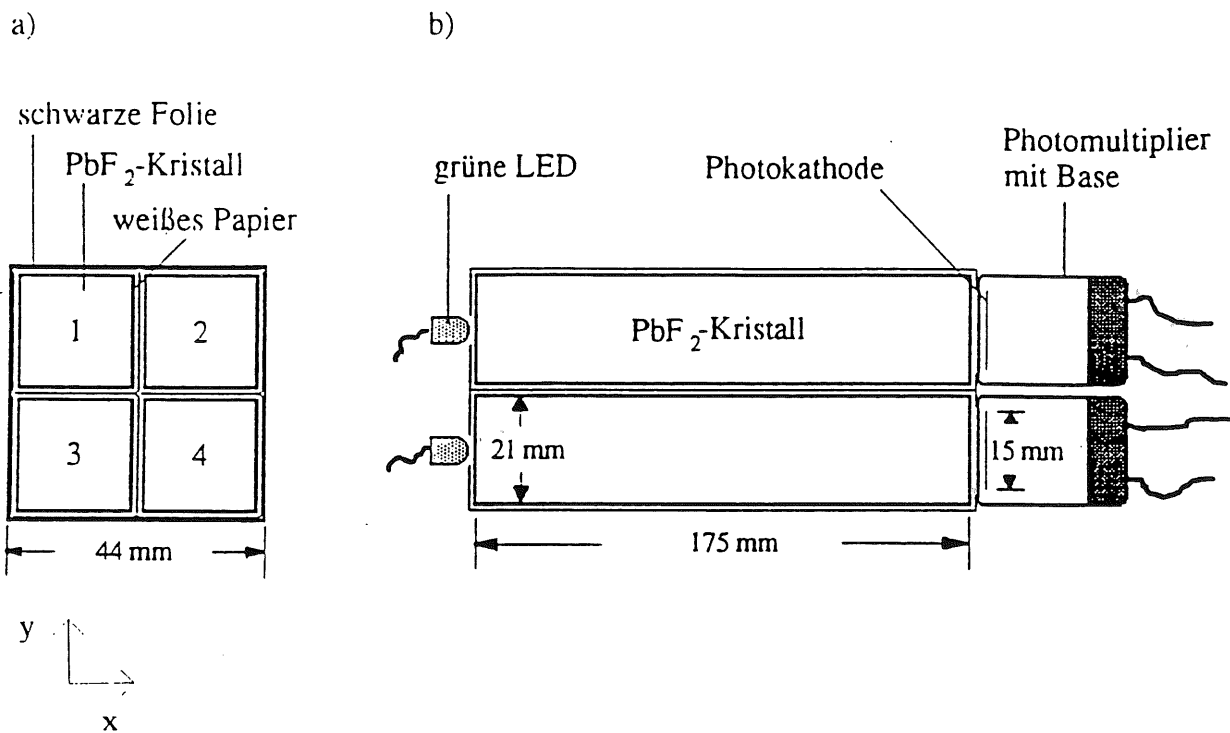 a)
b)
schwarze Folie
PbF₂-Kristall
weißes Papier
1
2
3
4
44 mm
y
x
grüne LED
Photokathode
Photomultiplier
mit Base
PbF₂-Kristall
21 mm
15 mm
175 mm